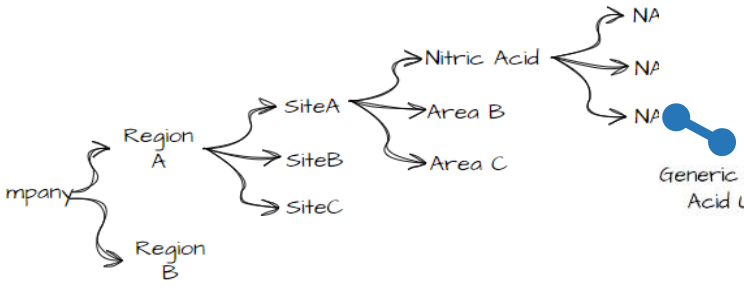 NA
Nitric Acid
NA
SiteA
Area B
NA
Region
A
SiteB
Area C
Generic
Acid
mpany
SiteC
Region
B